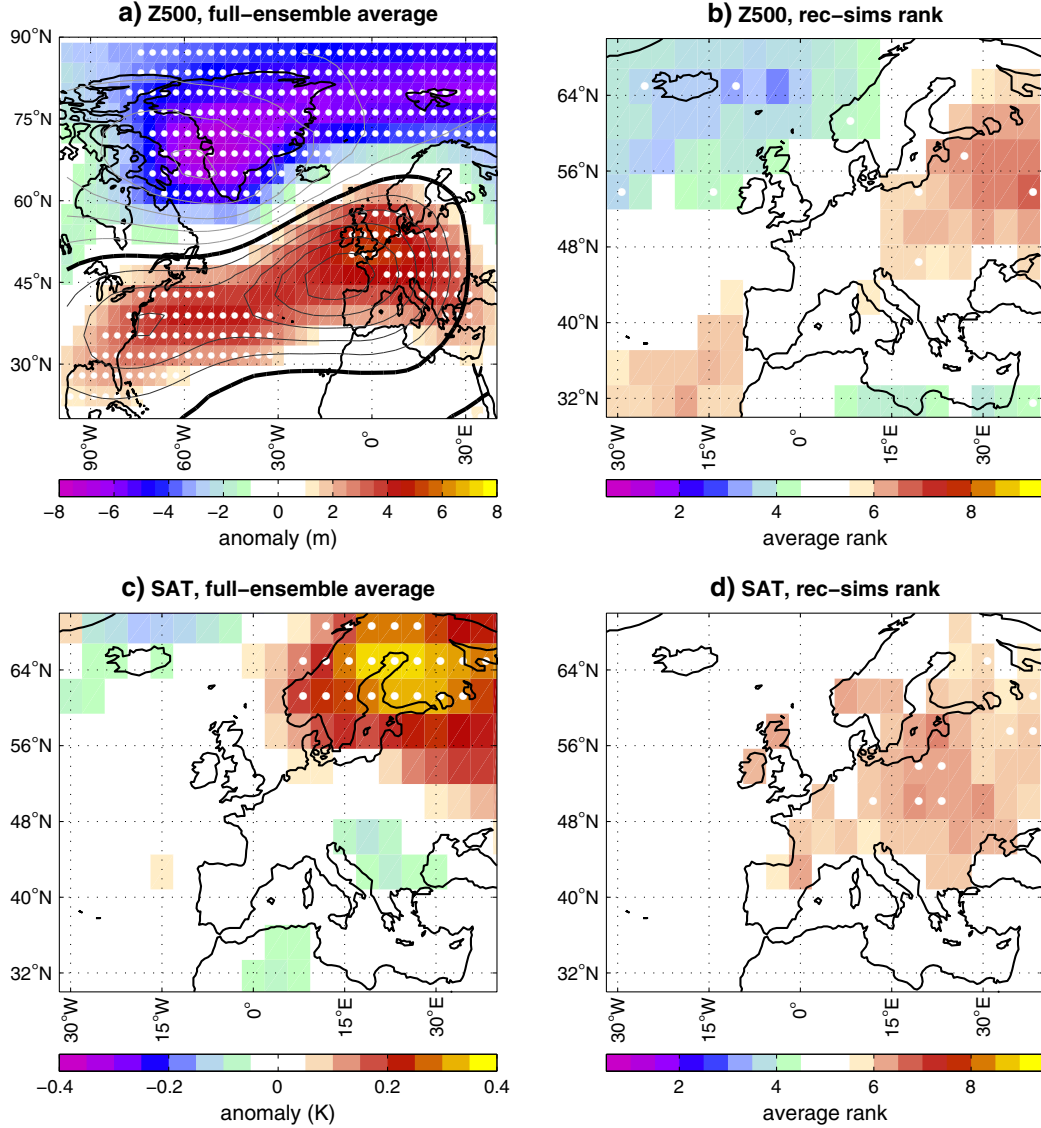 a) Z500, full−ensemble average
90°N
75°N
60°N
45°N
30°N
90°W
60°W
30°W
0°
30°E
−8 −6 −4 −2 0 2 4 6 8
anomaly (m)
b) Z500, rec−sims rank
64°N
56°N
48°N
40°N
32°N
30°W
15°W
0°
15°E
30°E
2 4 6 8
average rank
c) SAT, full−ensemble average
64°N
56°N
48°N
40°N
32°N
30°W
15°W
0°
15°E
30°E
−0.4 −0.2 0 0.2 0.4
anomaly (K)
d) SAT, rec−sims rank
64°N
56°N
48°N
40°N
32°N
30°W
15°W
0°
15°E
30°E
2 4 6 8
average rank